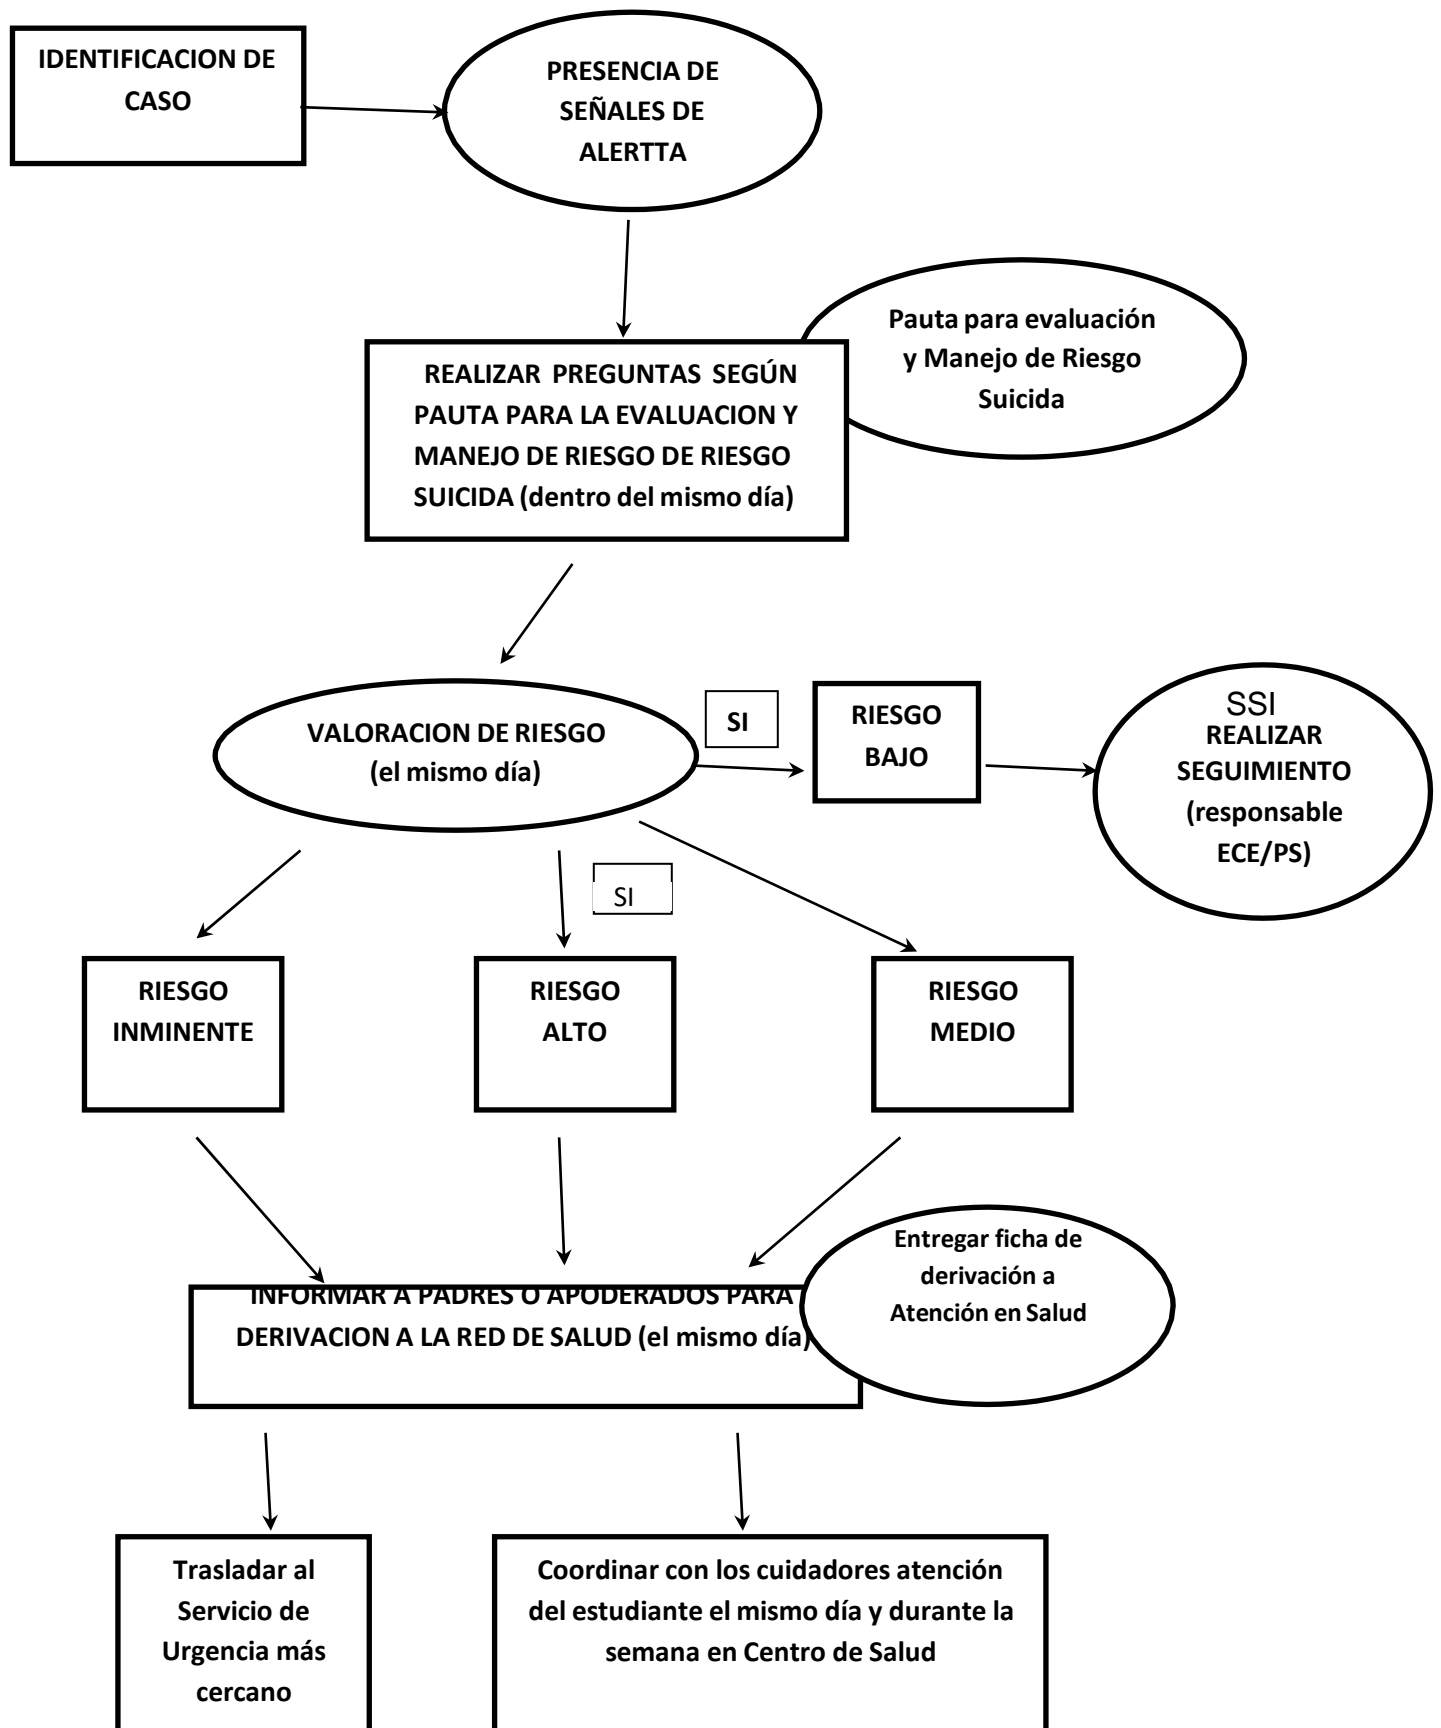 IDENTIFICACION DE
CASO
PRESENCIA DE
SEÑALES DE
ALERTTA
Pauta para evaluación
y Manejo de Riesgo
Suicida
REALIZAR PREGUNTAS SEGÚN
PAUTA PARA LA EVALUACION Y
MANEJO DE RIESGO DE RIESGO
SUICIDA (dentro del mismo día)
VALORACION DE RIESGO
(el mismo día)
SI
RIESGO
BAJO
SSI
REALIZAR
SEGUIMIENTO
(responsable
ECE/PS)
SI
RIESGO
INMINENTE
RIESGO
ALTO
RIESGO
MEDIO
Entregar ficha de
derivación a
Atención en Salud
INFORMAR A PADRES O APODERADOS PARA
DERIVACION A LA RED DE SALUD (el mismo día)
Trasladar al
Servicio de
Urgencia más
cercano
Coordinar con los cuidadores atención
del estudiante el mismo día y durante la
semana en Centro de Salud